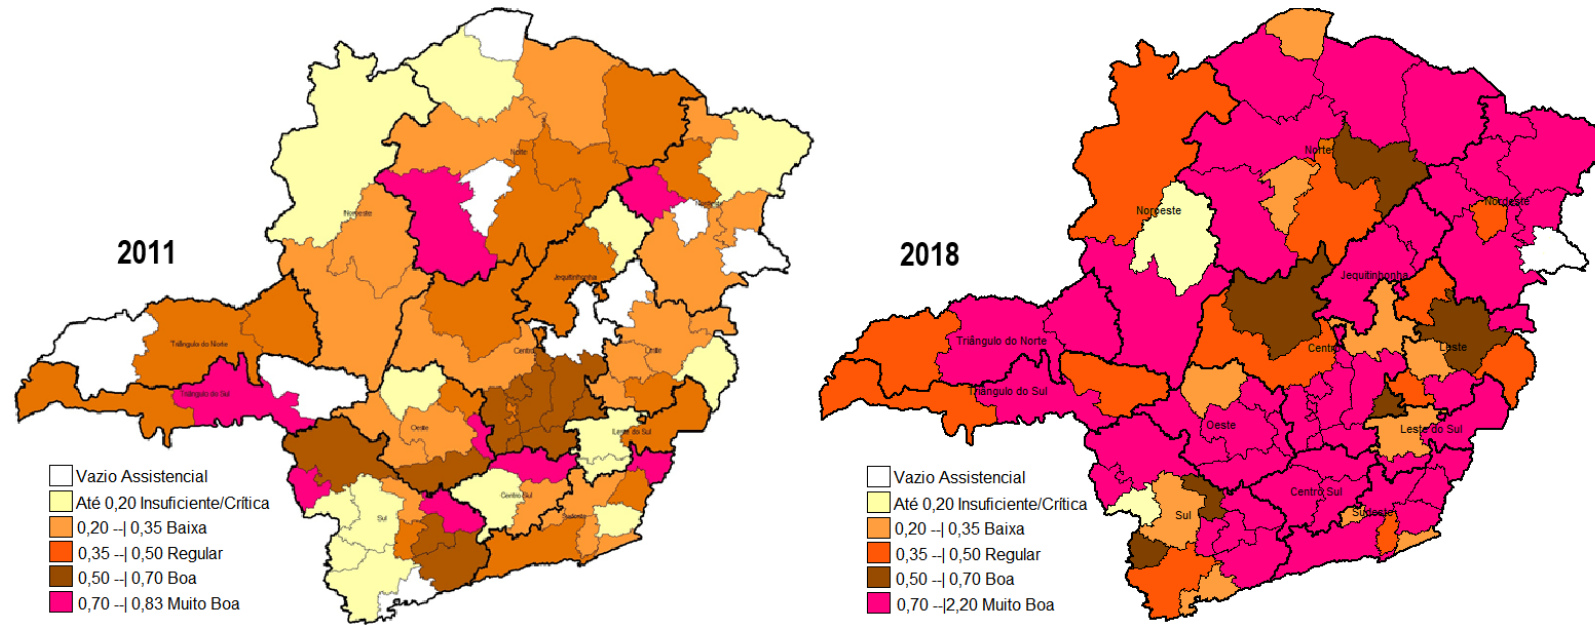 2011
Norte
Noroeste
Nordeste
Jequitinhonha
Triângulo do Norte
Centro
Leste
Triângulo do Sul
Oeste
Leste do Sul
Centro Sul
Sul
Sudeste
Vazio Assistencial
Até 0,20 Insuficiente/Crítica
0,20 --| 0,35 Baixa
0,35 --| 0,50 Regular
0,50 --| 0,70 Boa
0,70 --| 0,83 Muito Boa
2018
Norte
Noroeste
Nordeste
Jequitinhonha
Triângulo do Norte
Centro
Leste
Triângulo do Sul
Oeste
Leste do Sul
Centro Sul
Sul
Sudeste
Vazio Assistencial
Até 0,20 Insuficiente/Crítica
0,20 --| 0,35 Baixa
0,35 --| 0,50 Regular
0,50 --| 0,70 Boa
0,70 --|2,20 Muito Boa